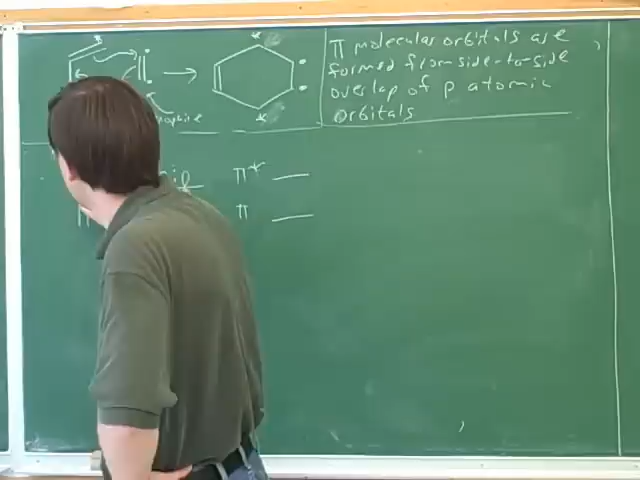 π molecular orbitals are
formed from side-to-side
overlap of p atomic
orbitals
π*
π